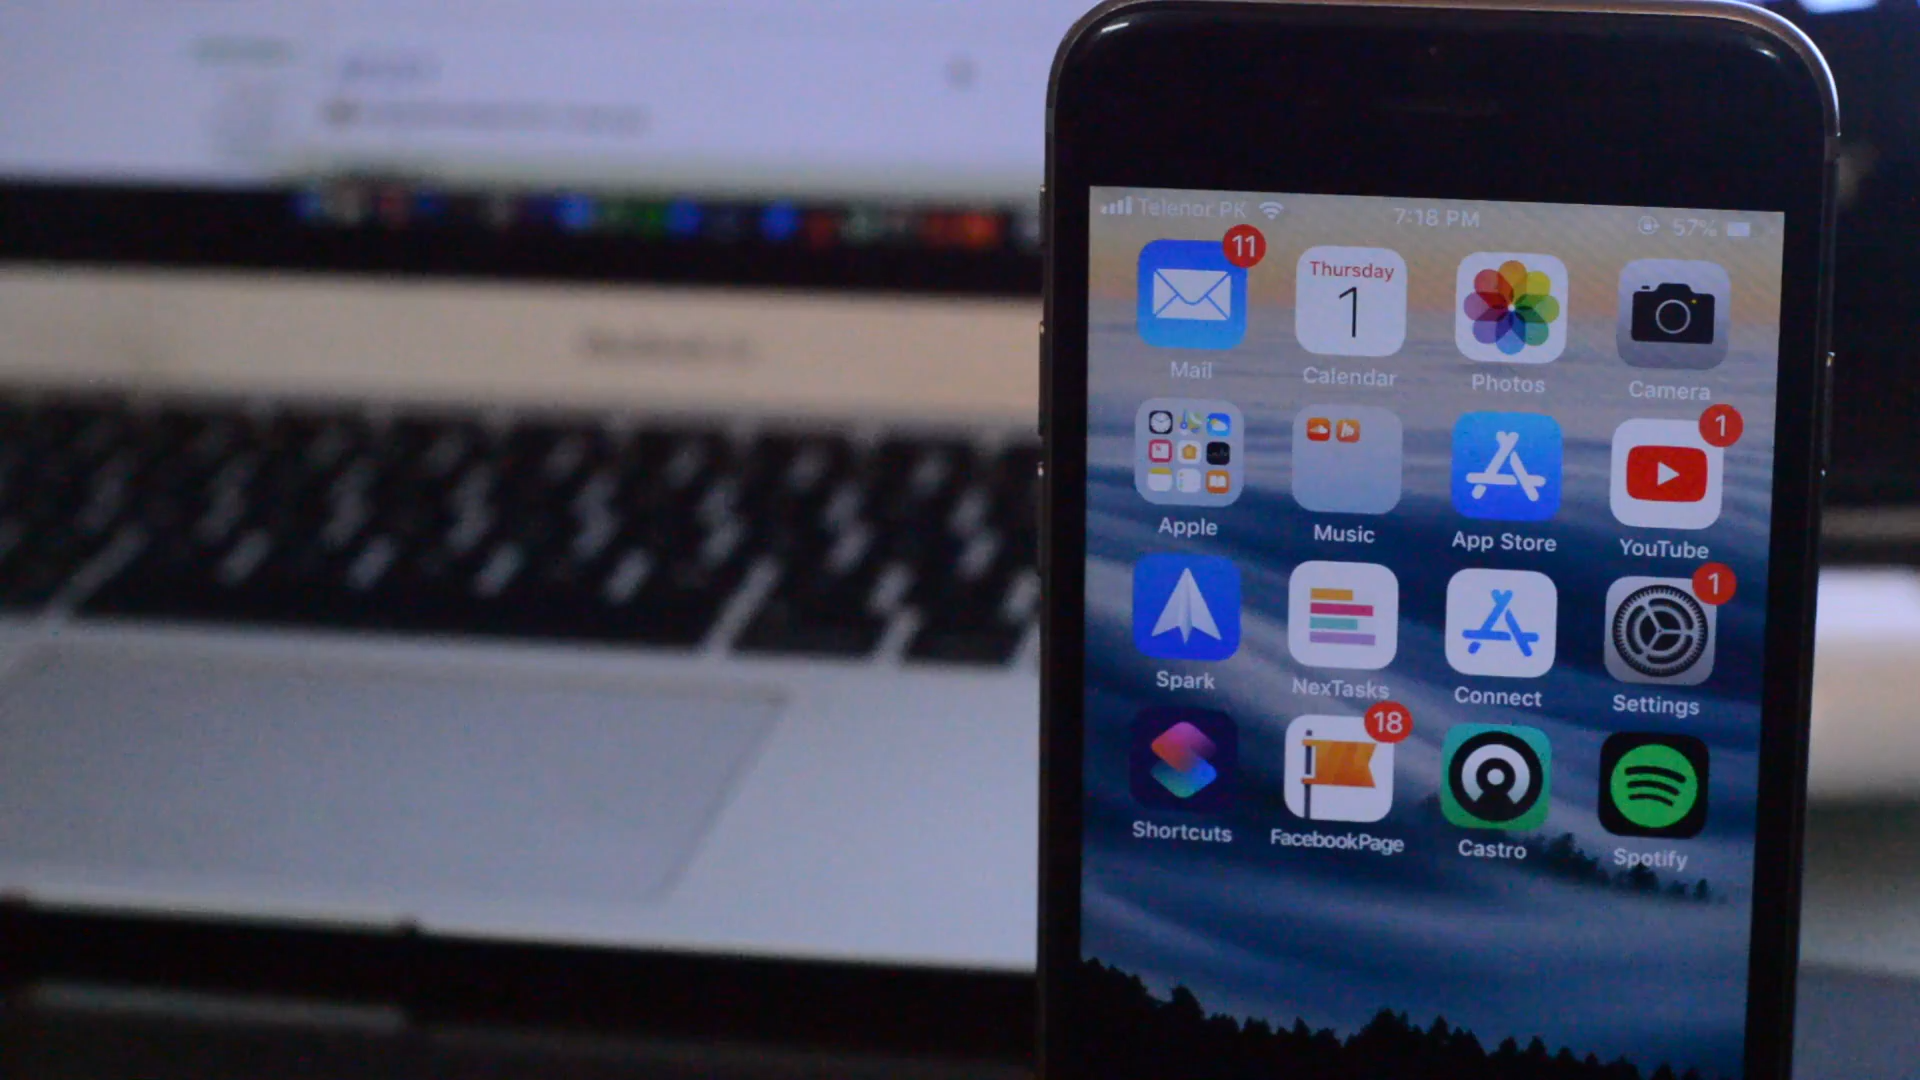 Telenor PK 7:18 PM 57%
11
Thursday
1
Mail Calendar Photos Camera
1
Apple Music App Store YouTube
1
Spark NexTasks Connect Settings
18
Shortcuts FacebookPage Castro Spotify